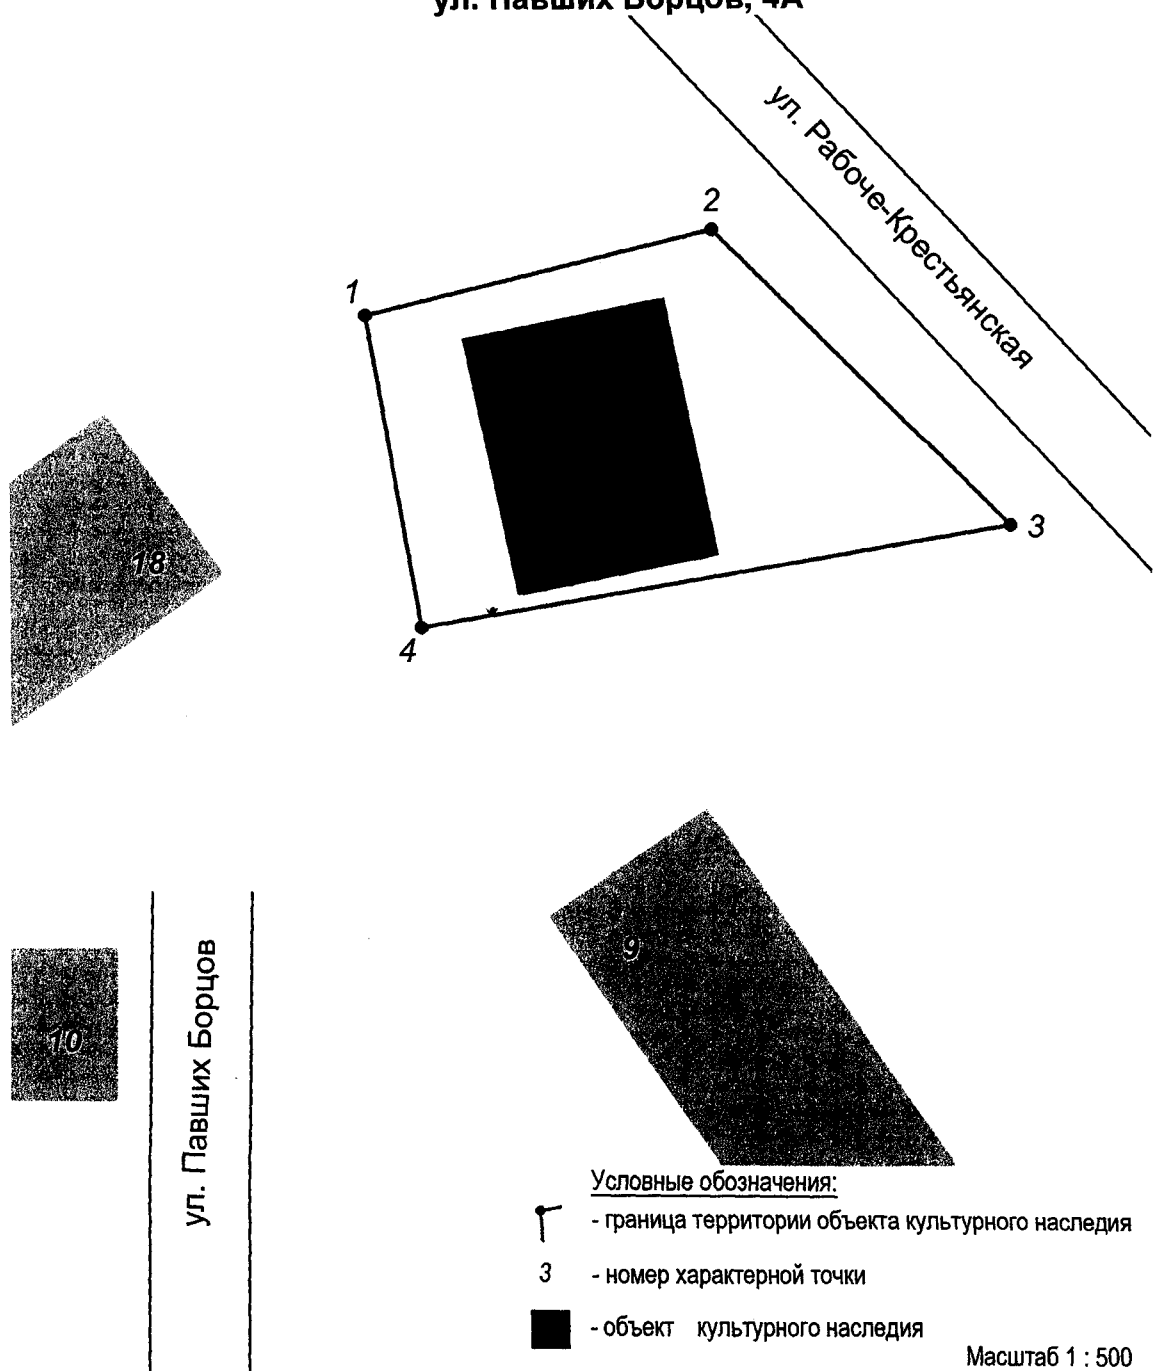 ул. Павших Борцов, 4А
ул. Рабоче-Крестьянская
2
1
3
18
4
9
10
ул. Павших Борцов
Условные обозначения:
- граница территории объекта культурного наследия
3 - номер характерной точки
- объект культурного наследия
Масштаб 1 : 500